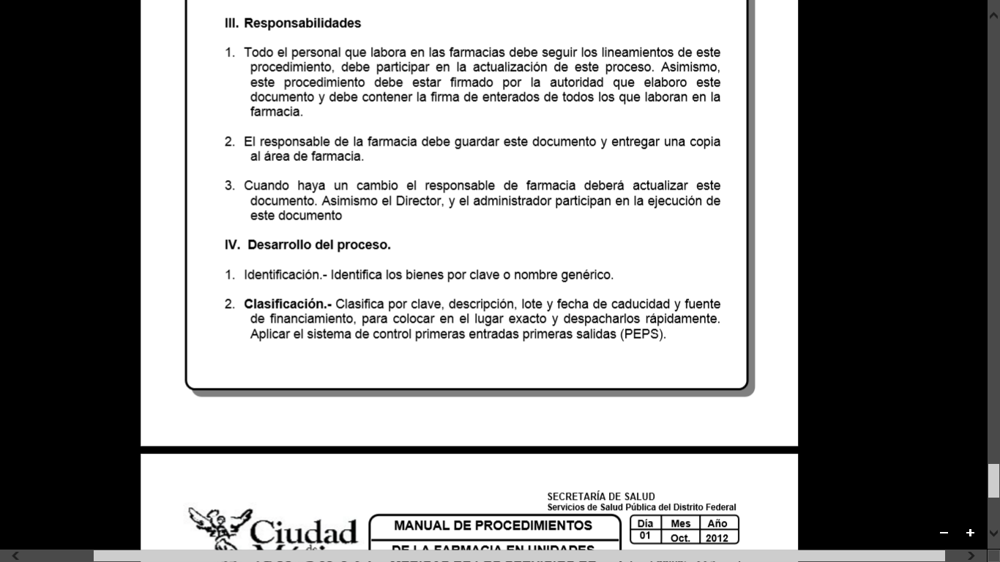 III. Responsabilidades
1. Todo el personal que labora en las farmacias debe seguir los lineamientos de este
procedimiento, debe participar en la actualización de este proceso. Asimismo,
este procedimiento debe estar firmado por la autoridad que elaboro este
documento y debe contener la firma de enterados de todos los que laboran en la
farmacia.
2. El responsable de la farmacia debe guardar este documento y entregar una copia
al área de farmacia.
3. Cuando haya un cambio el responsable de farmacia deberá actualizar este
documento. Asimismo el Director, y el administrador participan en la ejecución de
este documento
IV. Desarrollo del proceso.
1. Identificación.- Identifica los bienes por clave o nombre genérico.
2. Clasificación.- Clasifica por clave, descripción, lote y fecha de caducidad y fuente
de financiamiento, para colocar en el lugar exacto y despacharlos rápidamente.
Aplicar el sistema de control primeras entradas primeras salidas (PEPS).
SECRETARÍA DE SALUD
Servicios de Salud Pública del Distrito Federal
Ciudad
de
MANUAL DE PROCEDIMIENTOS
DE LA FARMACIA EN UNIDADES
Día Mes Año
01 Oct. 2012